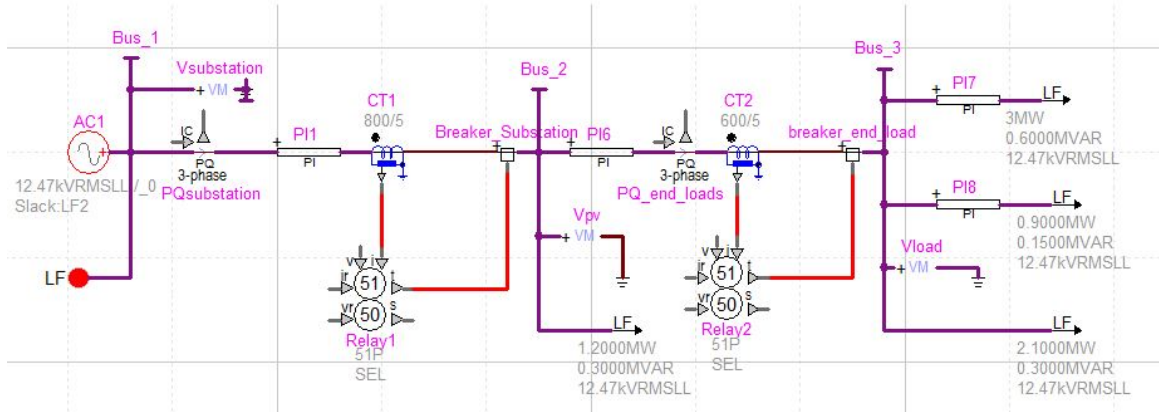 Bus_1
Vsubstation
+ VM
AC1
+
12.47kVRMSLL /_0
Slack:LF2
LF
IC
PQ
3-phase
PQsubstation
PI1
+
PI
CT1
800/5
Breaker_Substation
+
v i
ir 51 t
vr 50 s
Relay1
51P
SEL
Bus_2
PI6
+
PI
Vpv
+ VM
LF
1.2000MW
0.3000MVAR
12.47kVRMSLL
IC
PQ
3-phase
PQ_end_loads
CT2
600/5
breaker_end_load
+
v i
ir 51 t
vr 50 s
Relay2
51P
SEL
Bus_3
PI7
+
PI
LF
3MW
0.6000MVAR
12.47kVRMSLL
PI8
+
PI
LF
0.9000MW
0.1500MVAR
12.47kVRMSLL
Vload
+ VM
LF
2.1000MW
0.3000MVAR
12.47kVRMSLL